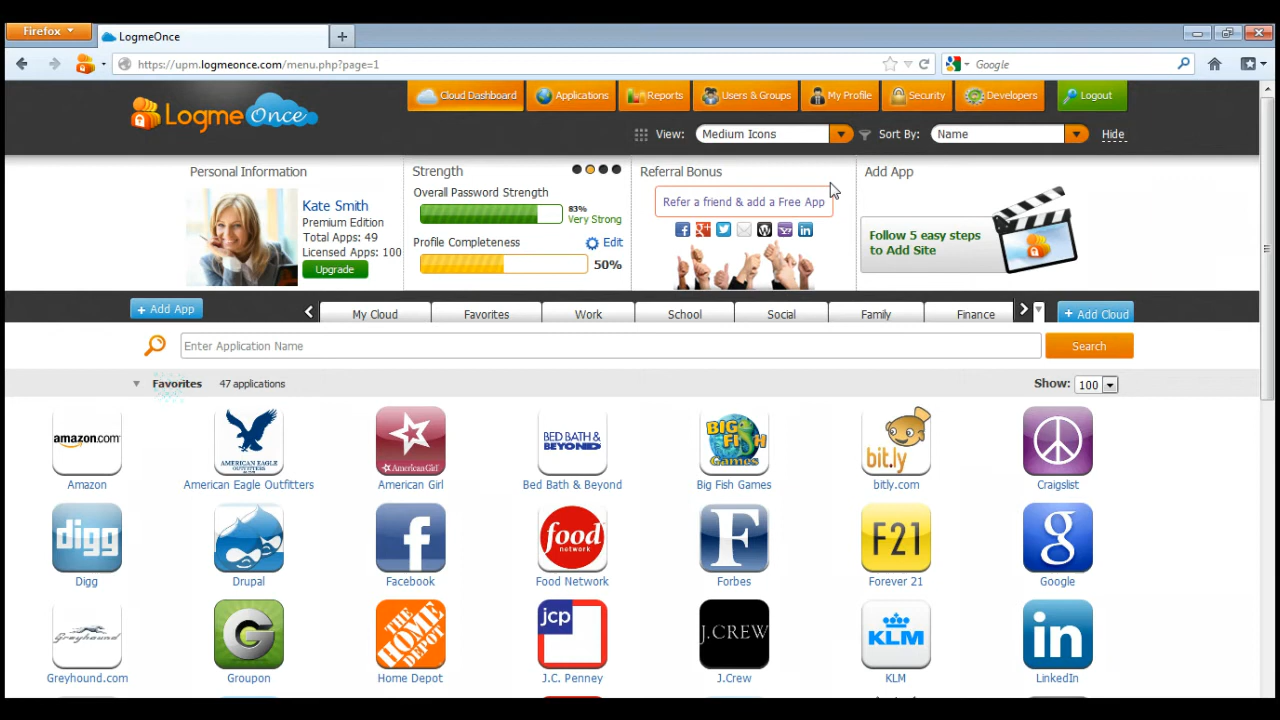 Firefox
LogmeOnce
https://upm.logmeonce.com/menu.php?page=1
Google
LogmeOnce
Cloud Dashboard
Applications
Reports
Users & Groups
My Profile
Security
Developers
Logout
View:
Medium Icons
Sort By:
Name
Hide
Personal Information
Kate Smith
Premium Edition
Total Apps: 49
Licensed Apps: 100
Upgrade
Strength
Overall Password Strength
83%
Very Strong
Profile Completeness
Edit
50%
Referral Bonus
Refer a friend & add a Free App
Add App
Follow 5 easy steps
to Add Site
+ Add App
My Cloud
Favorites
Work
School
Social
Family
Finance
+ Add Cloud
Enter Application Name
Search
Favorites 47 applications
Show: 100
amazon.com
AMERICAN EAGLE
OUTFITTERS
AmericanGirl
BED BATH &
BEYOND
BIG FISH
Games
bit.ly
Amazon
American Eagle Outfitters
American Girl
Bed Bath & Beyond
Big Fish Games
bitly.com
Craigslist
digg
f
food
network
F
F21
g
Digg
Drupal
Facebook
Food Network
Forbes
Forever 21
Google
Greyhound
G
THE
HOME
DEPOT
jcp
J.CREW
KLM
in
Greyhound.com
Groupon
Home Depot
J.C. Penney
J.Crew
KLM
LinkedIn